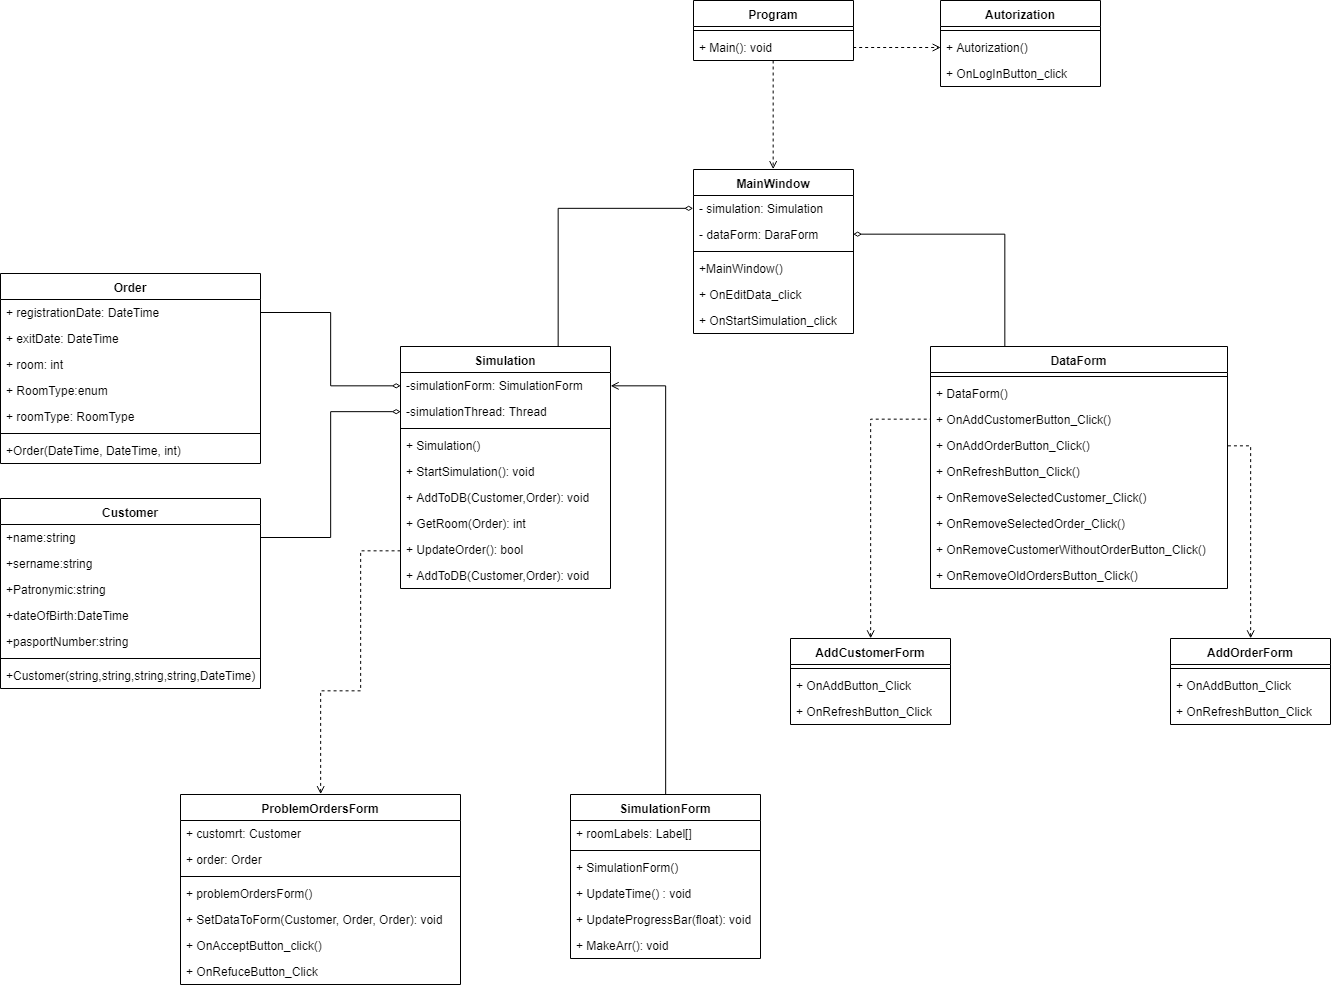 Program
+ Main(): void
Autorization
+ Autorization()
+ OnLogInButton_click
MainWindow
- simulation: Simulation
- dataForm: DaraForm
+MainWindow()
+ OnEditData_click
+ OnStartSimulation_click
Order
+ registrationDate: DateTime
+ exitDate: DateTime
+ room: int
+ RoomType:enum
+ roomType: RoomType
+Order(DateTime, DateTime, int)
Simulation
-simulationForm: SimulationForm
-simulationThread: Thread
+ Simulation()
+ StartSimulation(): void
+ AddToDB(Customer,Order): void
+ GetRoom(Order): int
+ UpdateOrder(): bool
+ AddToDB(Customer,Order): void
DataForm
+ DataForm()
+ OnAddCustomerButton_Click()
+ OnAddOrderButton_Click()
+ OnRefreshButton_Click()
+ OnRemoveSelectedCustomer_Click()
+ OnRemoveSelectedOrder_Click()
+ OnRemoveCustomerWithoutOrderButton_Click()
+ OnRemoveOldOrdersButton_Click()
Customer
+name:string
+sername:string
+Patronymic:string
+dateOfBirth:DateTime
+pasportNumber:string
+Customer(string,string,string,string,DateTime)
AddCustomerForm
+ OnAddButton_Click
+ OnRefreshButton_Click
AddOrderForm
+ OnAddButton_Click
+ OnRefreshButton_Click
ProblemOrdersForm
+ customrt: Customer
+ order: Order
+ problemOrdersForm()
+ SetDataToForm(Customer, Order, Order): void
+ OnAcceptButton_click()
+ OnRefuceButton_Click
SimulationForm
+ roomLabels: Label[]
+ SimulationForm()
+ UpdateTime() : void
+ UpdateProgressBar(float): void
+ MakeArr(): void